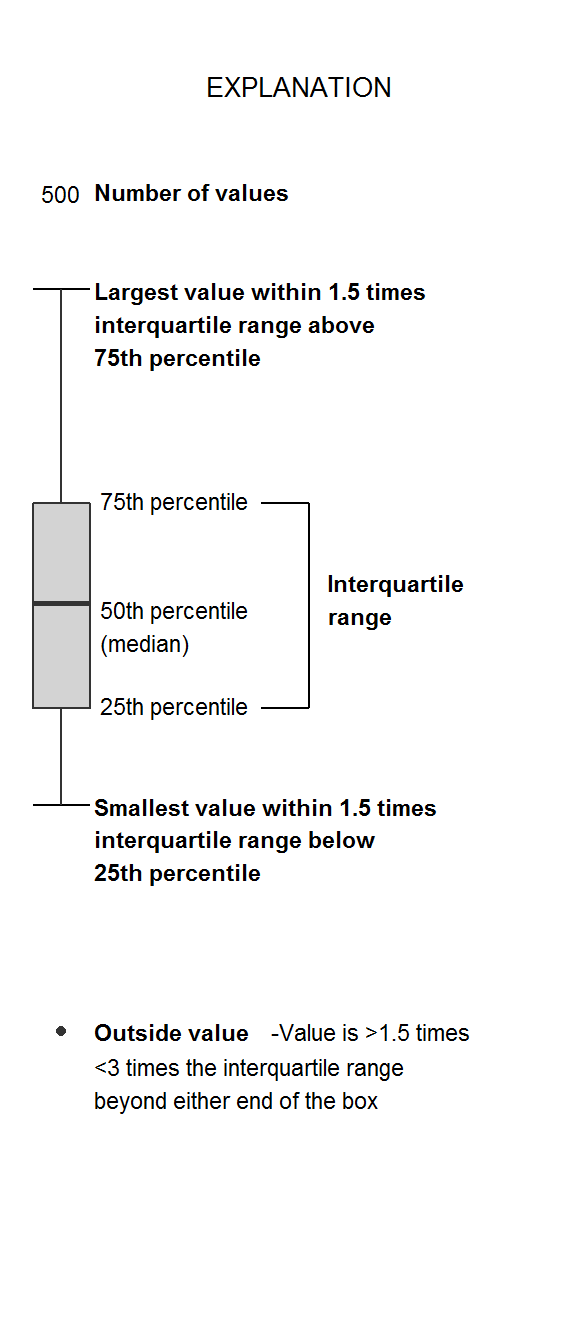 EXPLANATION
500 Number of values
Largest value within 1.5 times
interquartile range above
75th percentile
75th percentile
Interquartile
range
50th percentile
(median)
25th percentile
Smallest value within 1.5 times
interquartile range below
25th percentile
Outside value -Value is >1.5 times
<3 times the interquartile range
beyond either end of the box